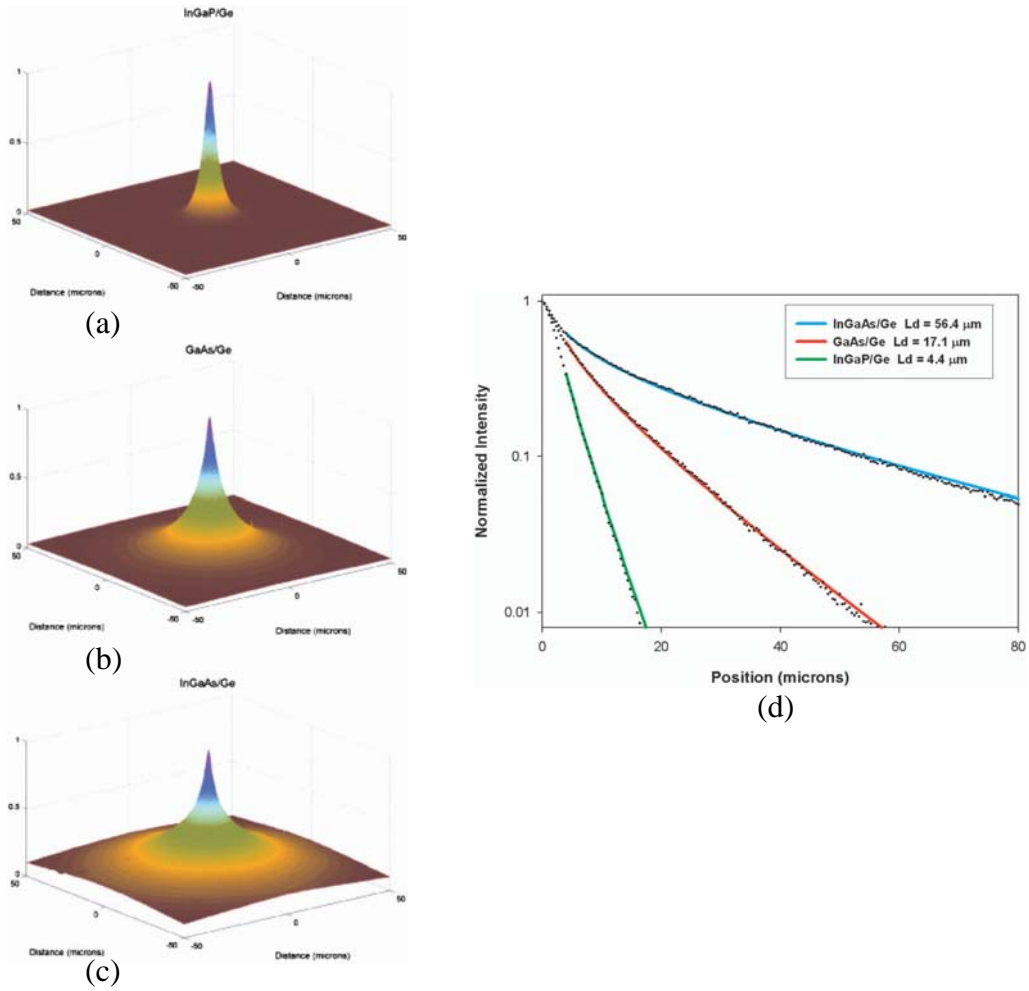 InGaP/Ge
1
0.5
0
50
0
-50
-50
0
50
Distance (microns)
Distance (microns)
(a)
GaAs/Ge
1
0.5
0
50
0
-50
-50
0
50
Distance (microns)
Distance (microns)
(b)
InGaAs/Ge
1
0.5
0
50
0
-50
-50
0
50
Distance (microns)
Distance (microns)
(c)
InGaAs/Ge Ld = 56.4 μm
GaAs/Ge Ld = 17.1 μm
InGaP/Ge Ld = 4.4 μm
Normalized Intensity
1
0.1
0.01
0
20
40
60
80
Position (microns)
(d)